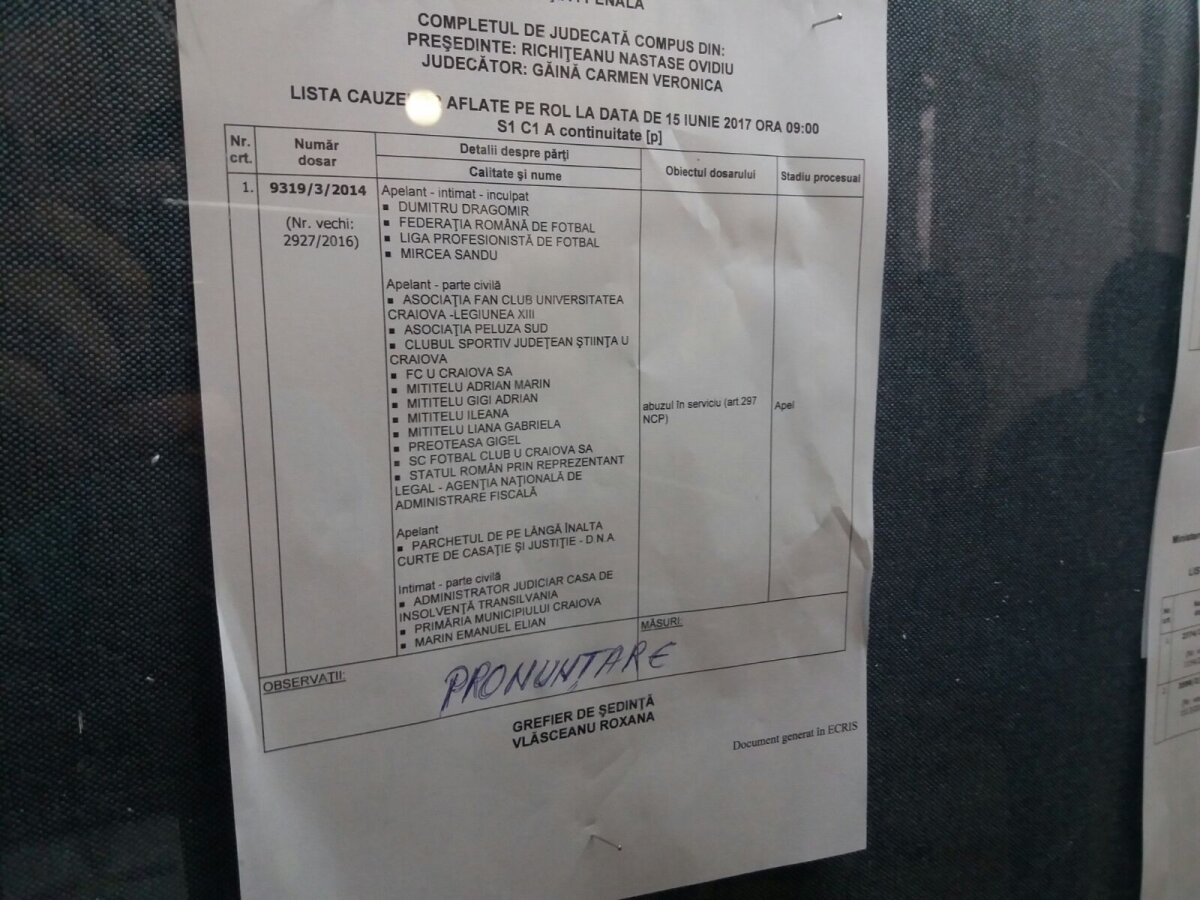 PENALĂ
COMPLETUL DE JUDECATĂ COMPUS DIN:
PREŞEDINTE: RICHIŢEANU NASTASE OVIDIU
JUDECĂTOR: GĂINĂ CARMEN VERONICA
LISTA CAUZELOR AFLATE PE ROL LA DATA DE 15 IUNIE 2017 ORA 09:00
S1 C1 A continuitate [p]
Nr. crt.
Număr dosar
Detalii despre părţi
Calitate şi nume
Obiectul dosarului
Stadiu procesual
1.
9319/3/2014
(Nr. vechi:
2927/2016)
Apelant - intimat - inculpat
▪ DUMITRU DRAGOMIR
▪ FEDERAŢIA ROMÂNĂ DE FOTBAL
▪ LIGA PROFESIONISTĂ DE FOTBAL
▪ MIRCEA SANDU
Apelant - parte civilă
▪ ASOCIAŢIA FAN CLUB UNIVERSITATEA
CRAIOVA -LEGIUNEA XIII
▪ ASOCIAŢIA PELUZA SUD
▪ CLUBUL SPORTIV JUDEŢEAN ŞTIINŢA U
CRAIOVA
▪ FC U CRAIOVA SA
▪ MITITELU ADRIAN MARIN
▪ MITITELU GIGI ADRIAN
▪ MITITELU ILEANA
▪ MITITELU LIANA GABRIELA
▪ PREOTEASA GIGEL
▪ SC FOTBAL CLUB U CRAIOVA SA
▪ STATUL ROMÂN PRIN REPREZENTANT
LEGAL - AGENŢIA NAŢIONALĂ DE
ADMINISTRARE FISCALĂ
Apelant
▪ PARCHETUL DE PE LÂNGĂ ÎNALTA
CURTE DE CASAŢIE ŞI JUSTIŢIE - D.N.A.
Intimat - parte civilă
▪ ADMINISTRATOR JUDICIAR CASA DE
INSOLVENŢĂ TRANSILVANIA
▪ PRIMĂRIA MUNICIPIULUI CRAIOVA
▪ MARIN EMANUEL ELIAN
abuzul în serviciu (art.297
NCP)
Apel
OBSERVAŢII:
MĂSURI:
PRONUNȚARE
GREFIER DE ŞEDINŢĂ
VLĂSCEANU ROXANA
Document generat în ECRIS